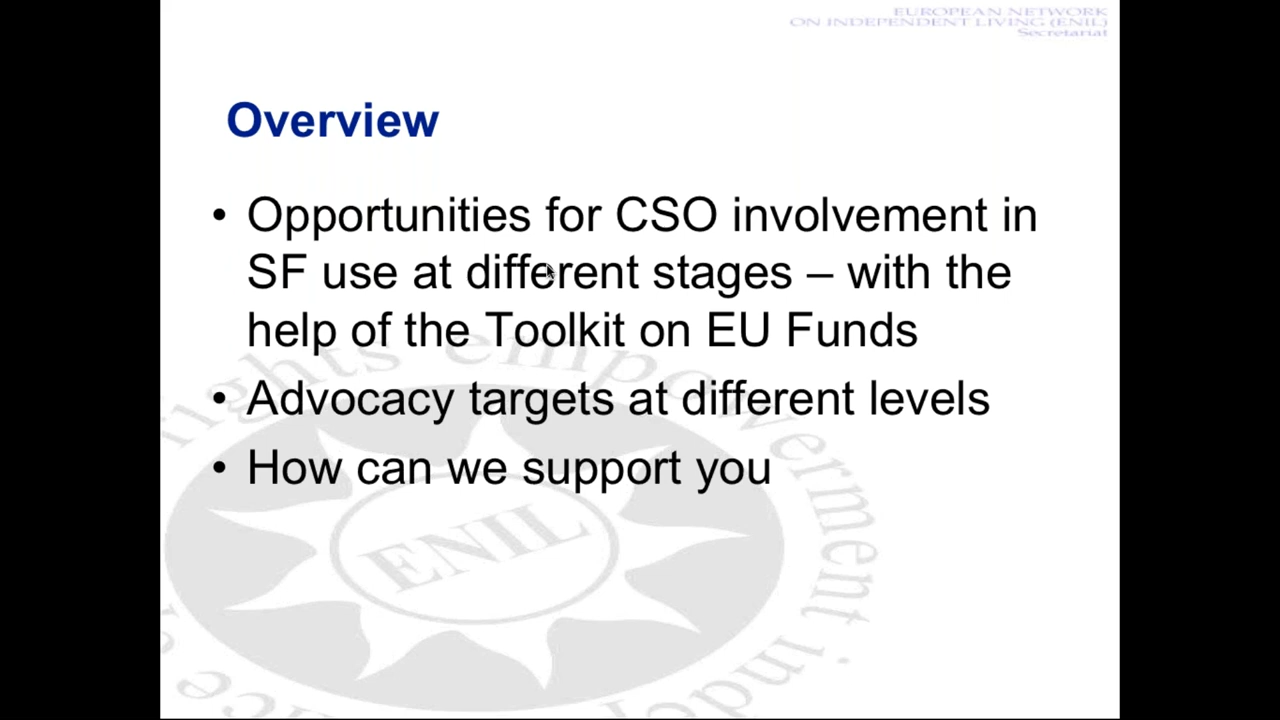 EUROPEAN NETWORK
ON INDEPENDENT LIVING (ENIL)
Secretariat
Overview
• Opportunities for CSO involvement in
SF use at different stages – with the
help of the Toolkit on EU Funds
• Advocacy targets at different levels
• How can we support you
rights empowerment
ENIL